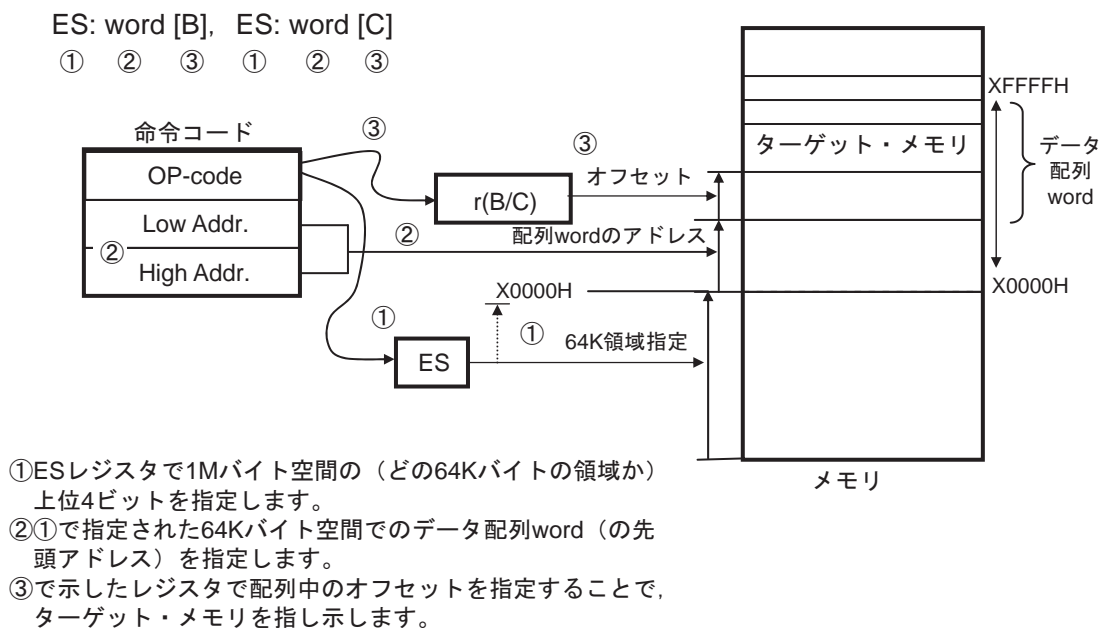 ES: word [B],   ES: word [C]
①   ②   ③   ①   ②   ③
命令コード
OP-code
Low Addr.
②
High Addr.
③
r(B/C)
③
オフセット
②
配列wordのアドレス
X0000H
①
ES
①
64K領域指定
XFFFFH
ターゲット・メモリ
データ
配列
word
X0000H
メモリ
①ESレジスタで1Mバイト空間の（どの64Kバイトの領域か）
上位4ビットを指定します。
②①で指定された64Kバイト空間でのデータ配列word（の先
頭アドレス）を指定します。
③で示したレジスタで配列中のオフセットを指定することで,
ターゲット・メモリを指し示します。